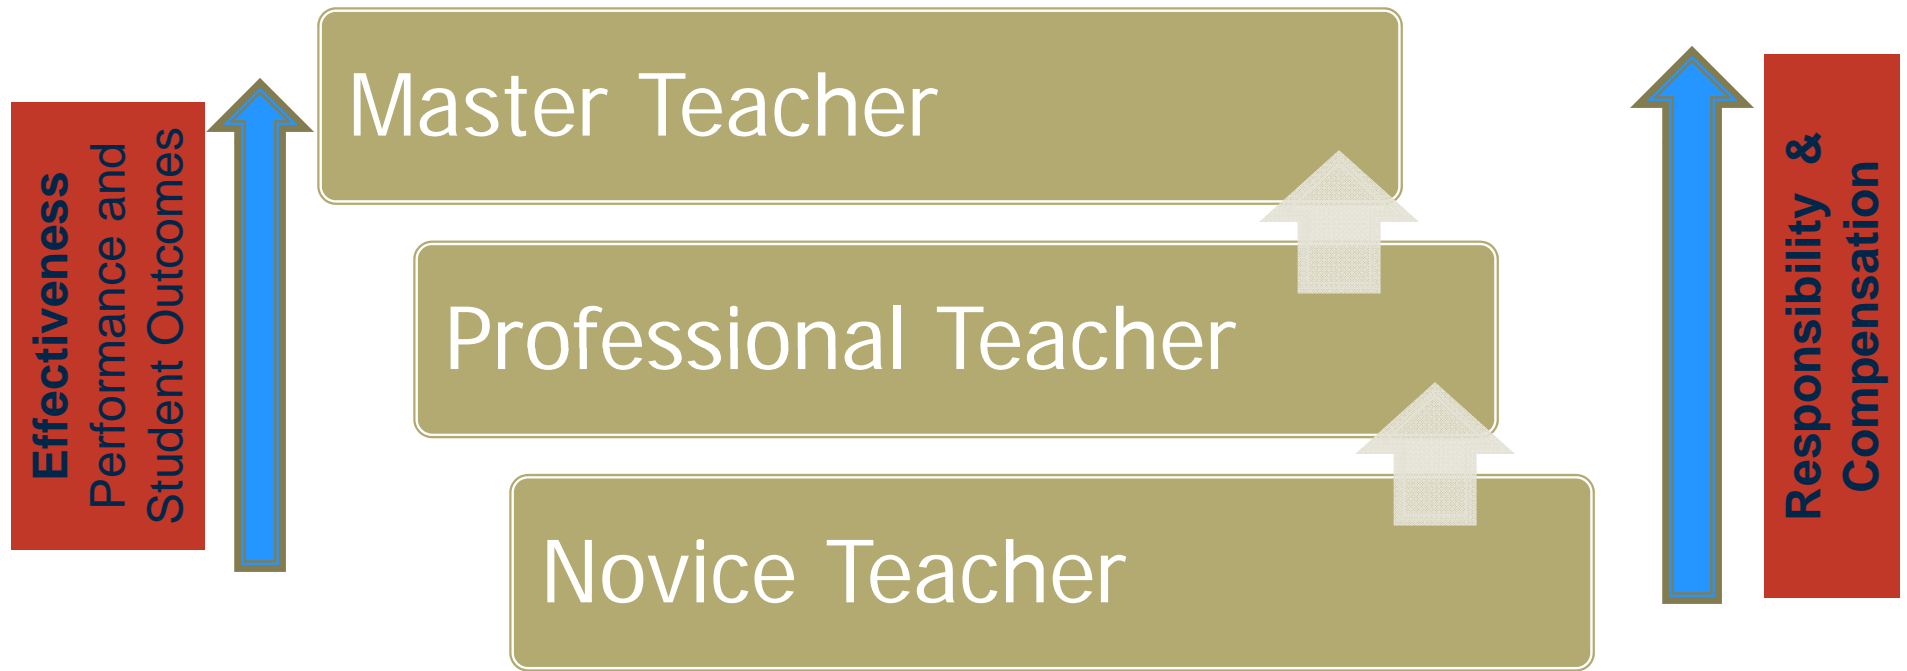 Effectiveness
Performance and
Student Outcomes
Master Teacher
Professional Teacher
Novice Teacher
Responsibility &
Compensation